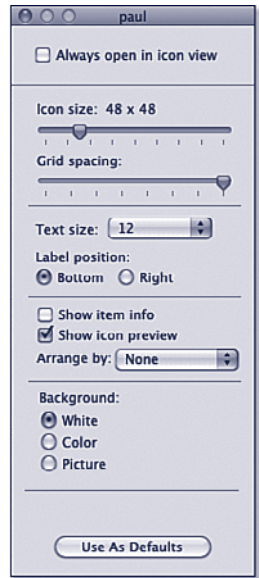 paul
Always open in icon view
Icon size: 48 x 48
Grid spacing:
Text size: 12
Label position:
Bottom Right
Show item info
Show icon preview
Arrange by: None
Background:
White
Color
Picture
Use As Defaults